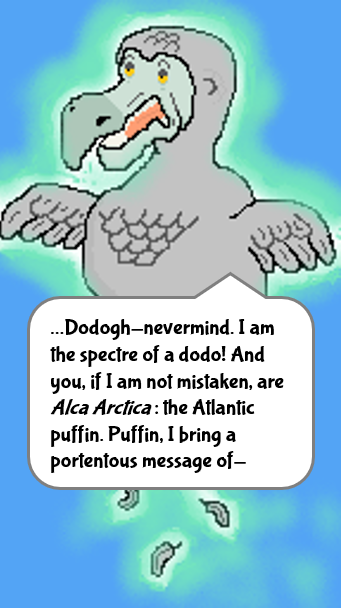 ...Dodogh—nevermind. I am
the spectre of a dodo! And
you, if I am not mistaken, are
Alca Arctica: the Atlantic
puffin. Puffin, I bring a
portentous message of—